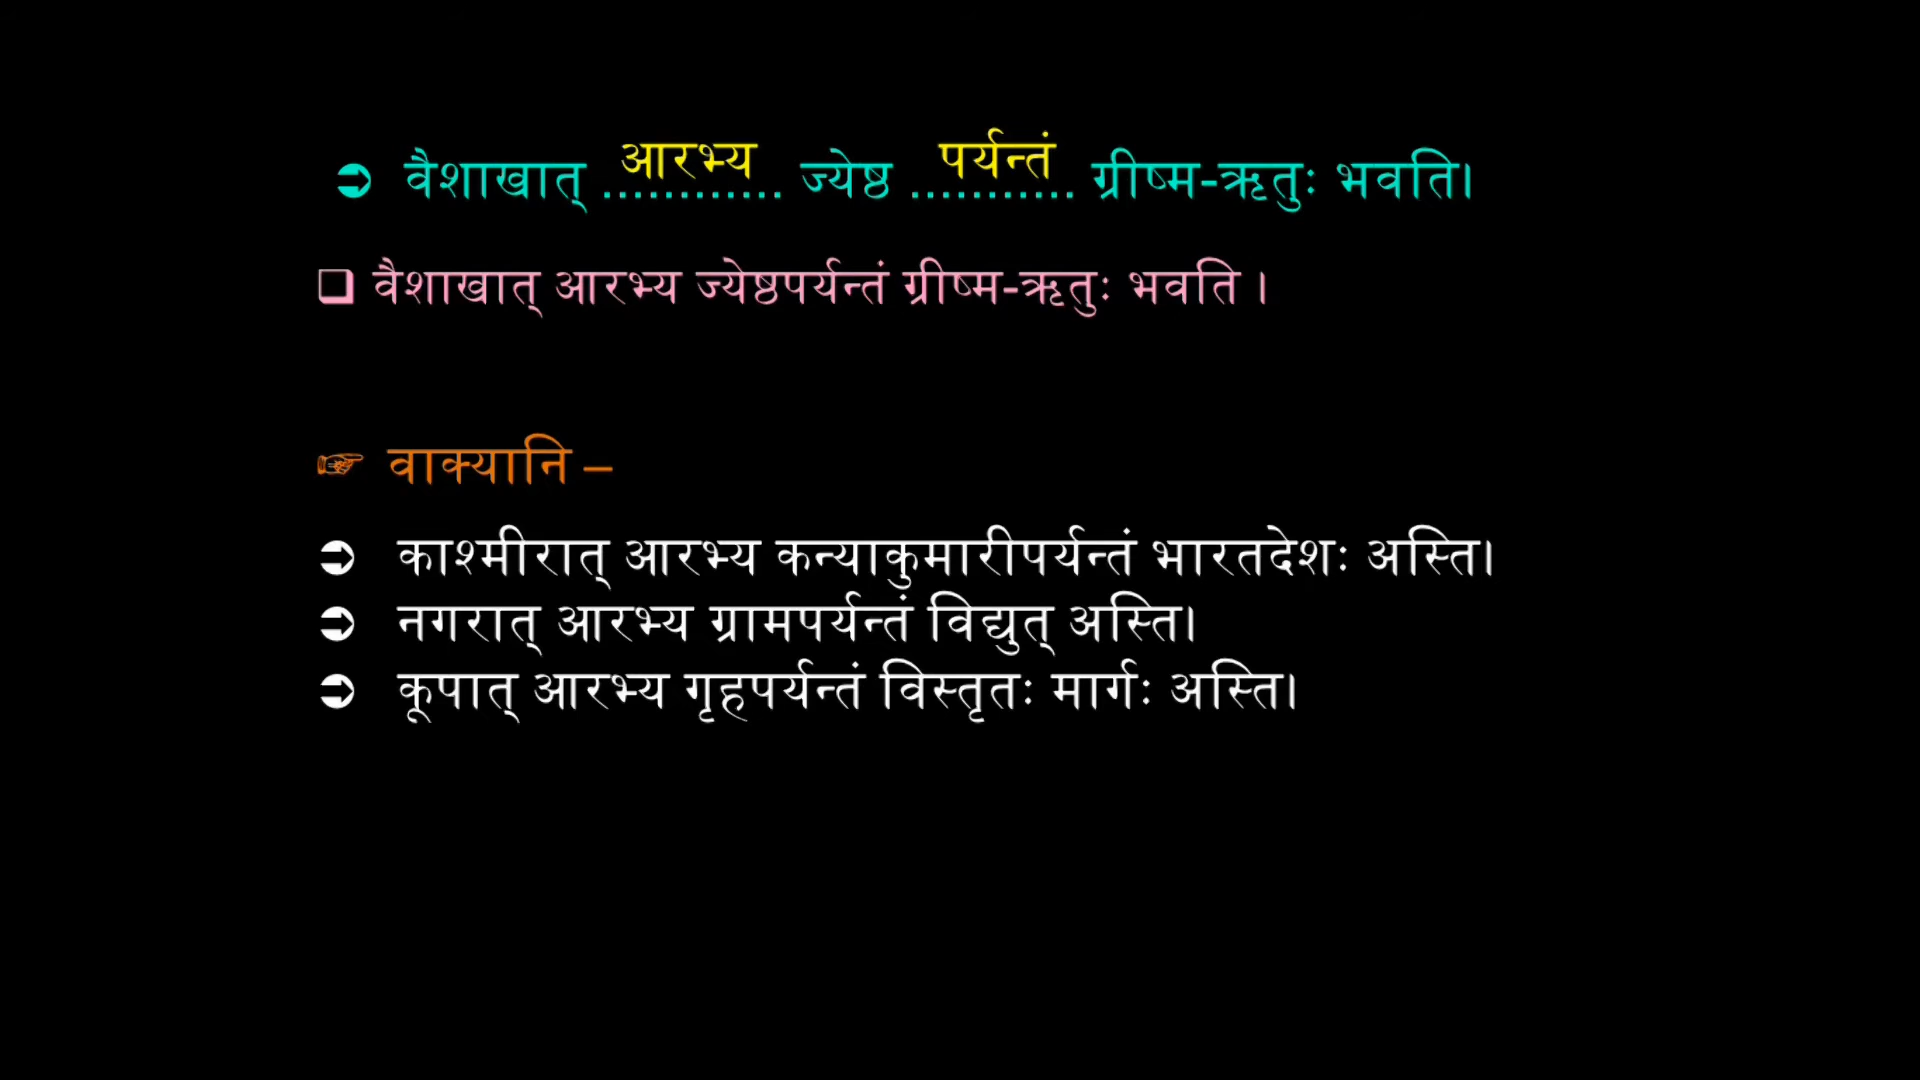 ➲ वैशाखात् ............ ज्येष्ठ ........... ग्रीष्म-ऋतुः भवति।
आरभ्य पर्यन्तं
❑ वैशाखात् आरभ्य ज्येष्ठपर्यन्तं ग्रीष्म-ऋतुः भवति ।
☞ वाक्यानि –
➲ काश्मीरात् आरभ्य कन्याकुमारीपर्यन्तं भारतदेशः अस्ति।
➲ नगरात् आरभ्य ग्रामपर्यन्तं विद्युत् अस्ति।
➲ कूपात् आरभ्य गृहपर्यन्तं विस्तृतः मार्गः अस्ति।